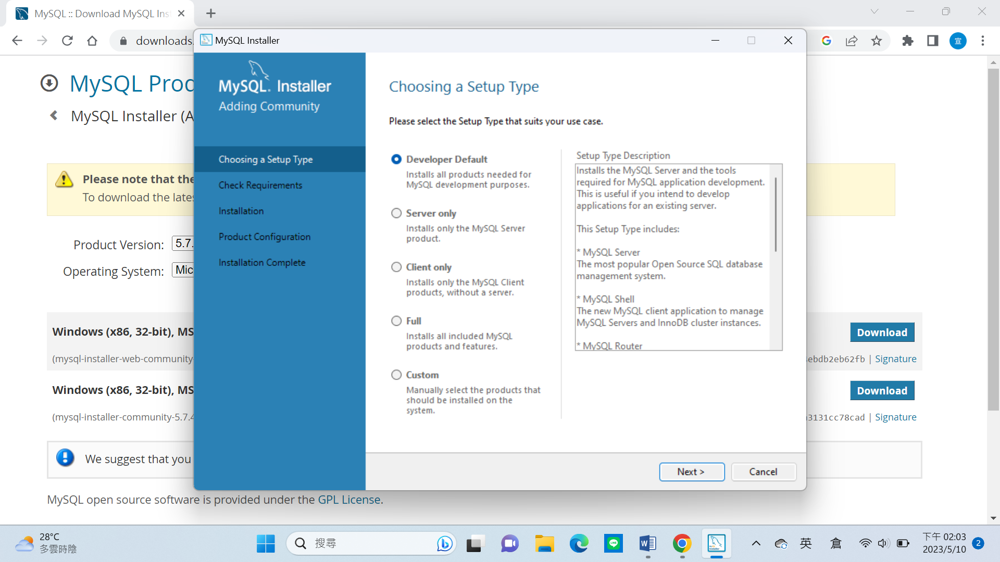 MySQL :: Download MySQL Ins
downloads.
MySQL Installer
MySQL Prod
MySQL Installer (A
Please note that the
To download the lates
Product Version:
5.7.
Operating System:
Mic
Windows (x86, 32-bit), MS
(mysql-installer-web-community-
Download
ebdb2eb62fb | Signature
Windows (x86, 32-bit), MS
(mysql-installer-community-5.7.4
Download
3131cc78cad | Signature
We suggest that you
MySQL open source software is provided under the GPL License.
MySQL. Installer
Adding Community
Choosing a Setup Type
Check Requirements
Installation
Product Configuration
Installation Complete
Choosing a Setup Type
Please select the Setup Type that suits your use case.
Developer Default
Installs all products needed for
MySQL development purposes.
Server only
Installs only the MySQL Server
product.
Client only
Installs only the MySQL Client
products, without a server.
Full
Installs all included MySQL
products and features.
Custom
Manually select the products that
should be installed on the
system.
Setup Type Description
Installs the MySQL Server and the tools
required for MySQL application development.
This is useful if you intend to develop
applications for an existing server.
This Setup Type includes:
* MySQL Server
The most popular Open Source SQL database
management system.
* MySQL Shell
The new MySQL client application to manage
MySQL Servers and InnoDB cluster instances.
* MySQL Router
Next >
Cancel
宣
28°C
多雲時陰
搜尋
LINE
英
倉
下午 02:03
2023/5/10
2